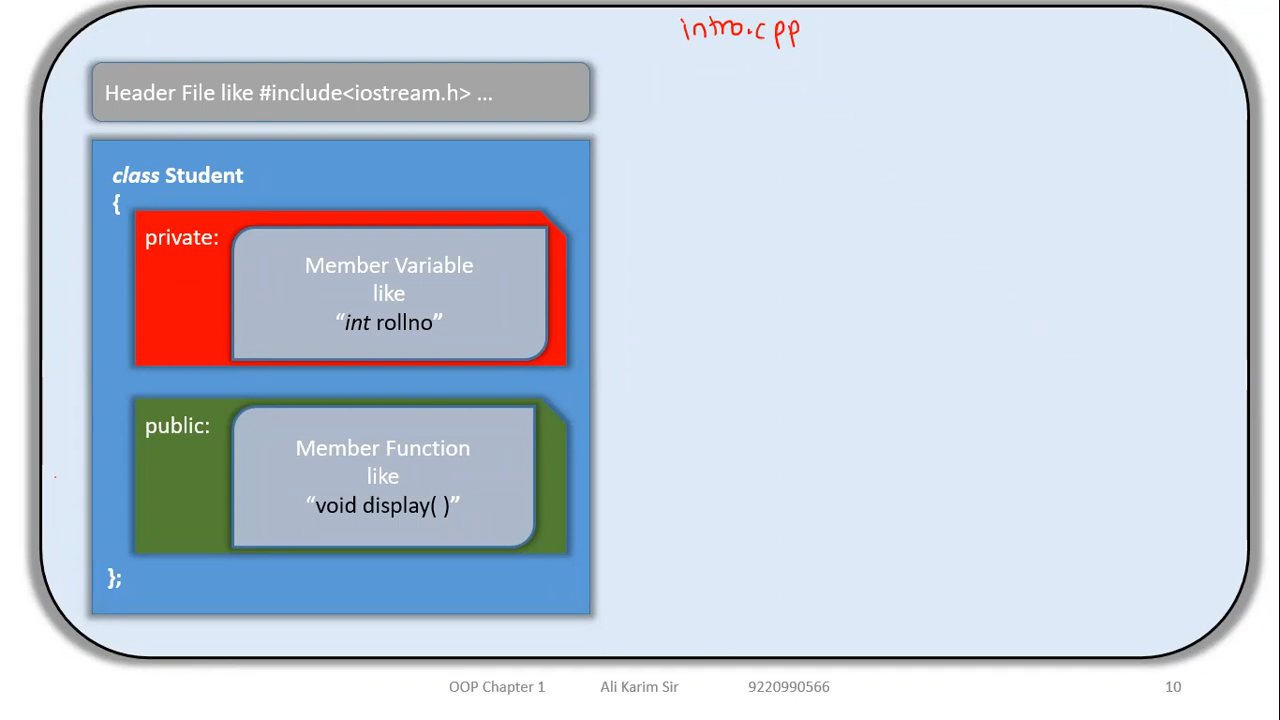 intro.cpp
Header File like #include<iostream.h> ...
class Student
{
private:
Member Variable
like
“int rollno”
public:
Member Function
like
“void display( )”
};
OOP Chapter 1 Ali Karim Sir 9220990566 10